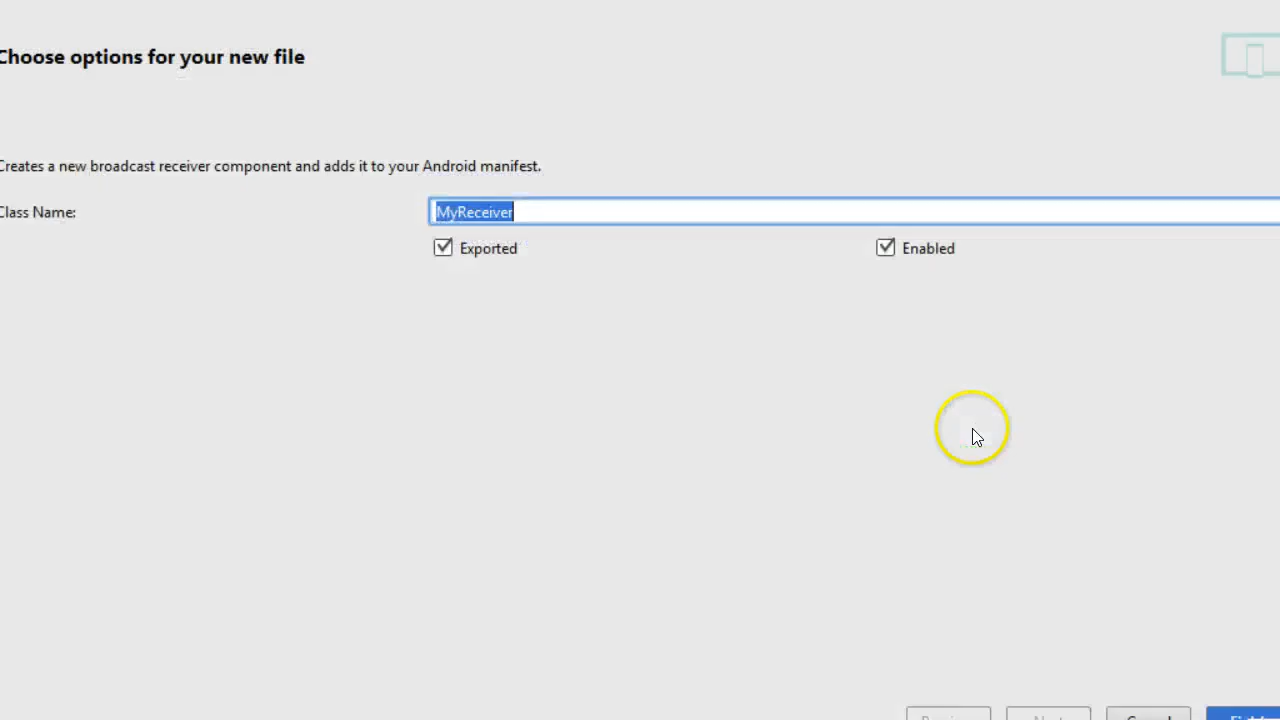 Choose options for your new file
Creates a new broadcast receiver component and adds it to your Android manifest.
Class Name:
MyReceiver
Exported
Enabled